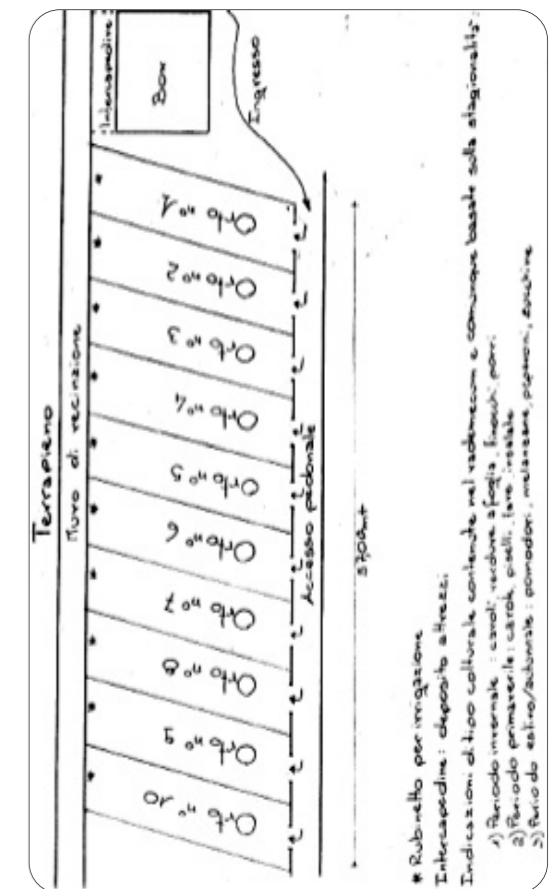 Terrapieno
Muro di recinzione
Intercapedine
Box
Ingresso
Orto n° 1
Orto n° 2
Orto n° 3
Orto n° 4
Orto n° 5
Orto n° 6
Orto n° 7
Orto n° 8
Orto n° 9
Orto n° 10
Accesso pedonale
* Rubinetto per irrigazione
Intercapedine: deposito attrezzi
Indicazioni di tipo colturale contenute nel vademecum e comunque basate sulla stagionalità:
1) Periodo invernale: cavoli, verdure a foglia, finocchi, porri
2) Periodo primaverile: carote, piselli, fave, insalate
3) Periodo estivo/autunnale: pomodori, melanzane, peperoni, zucchine